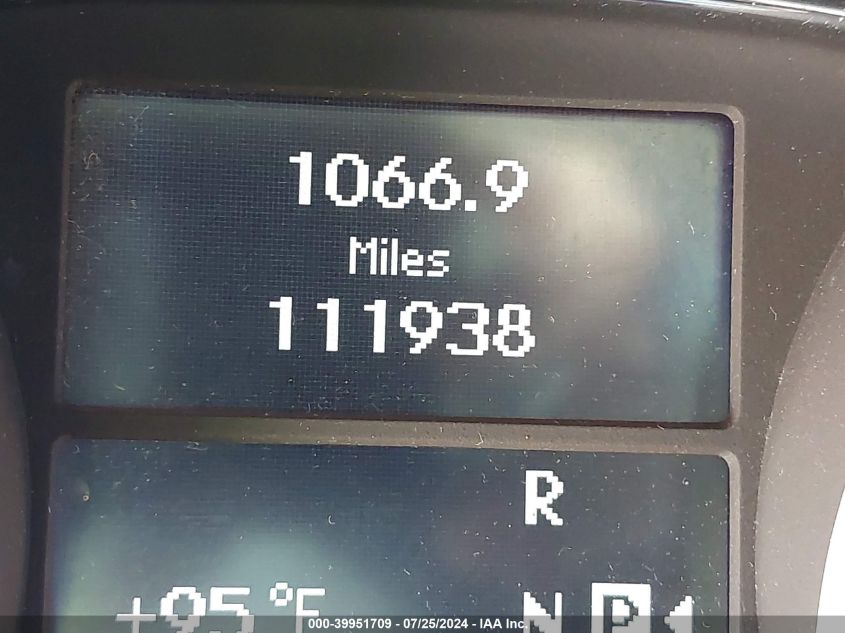 1066.9
Miles
111938
R
+95°F N P
000-39951709 - 07/25/2024 - IAA Inc.